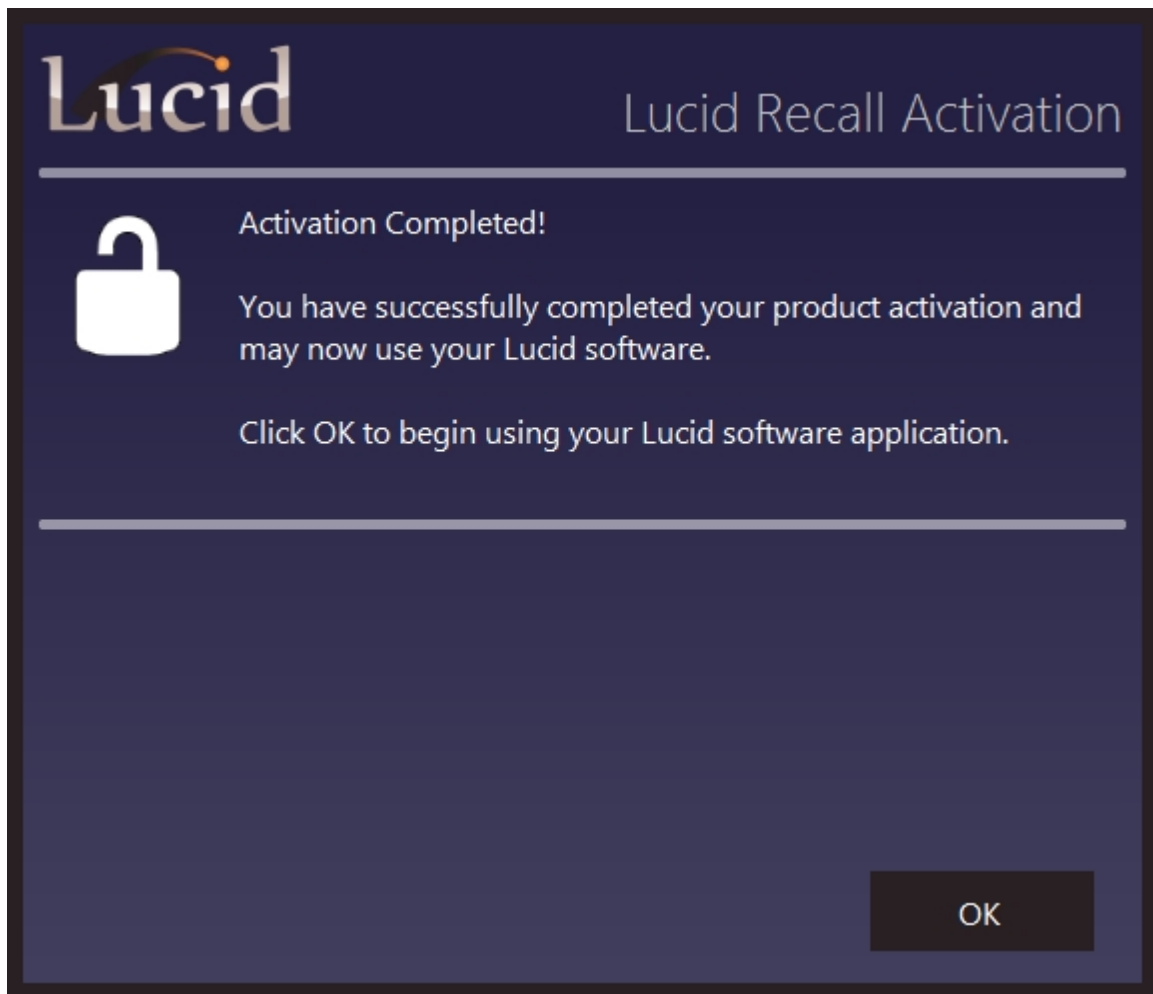 Lucid
Lucid Recall Activation
Activation Completed!
You have successfully completed your product activation and
may now use your Lucid software.
Click OK to begin using your Lucid software application.
OK